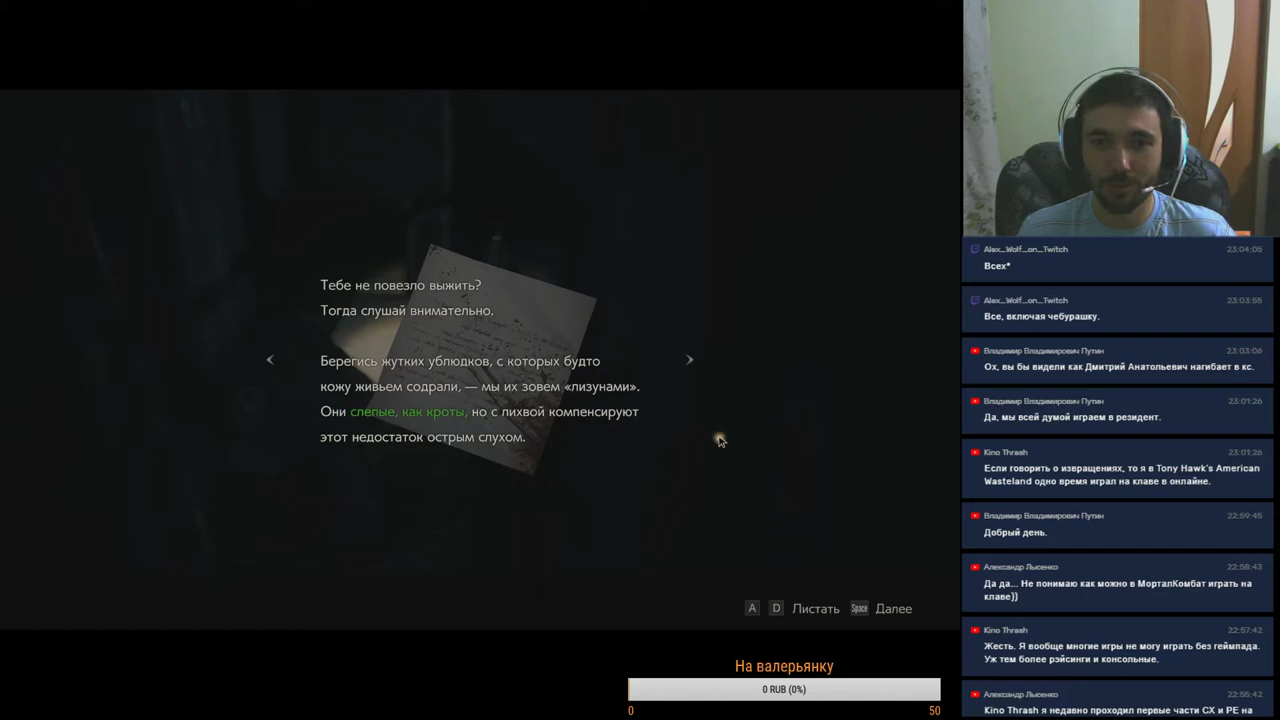 Тебе не повезло выжить?
Тогда слушай внимательно.
Берегись жутких ублюдков, с которых будто
кожу живьем содрали, — мы их зовем «лизунами».
Они слепые, как кроты, но с лихвой компенсируют
этот недостаток острым слухом.
A D Листать Space Далее
На валерьянку
0 RUB (0%)
0 50
Alex_Wolf_on_Twitch 23:04:05
Всех*
Alex_Wolf_on_Twitch 23:03:55
Все, включая чебурашку.
Владимир Владимирович Путин 23:03:06
Ох, вы бы видели как Дмитрий Анатольевич нагибает в кс.
Владимир Владимирович Путин 23:01:26
Да, мы всей думой играем в резидент.
Kino Thrash 23:01:26
Если говорить о извращениях, то я в Tony Hawk's American
Wasteland одно время играл на клаве в онлайне.
Владимир Владимирович Путин 22:59:45
Добрый день.
Александр Лысенко 22:58:43
Да да... Не понимаю как можно в МорталКомбат играть на
клаве))
Kino Thrash 22:57:42
Жесть. Я вообще многие игры не могу играть без геймпада.
Уж тем более рэйсинги и консольные.
Александр Лысенко 22:55:42
Kino Thrash я недавно проходил первые части СХ и РЕ на